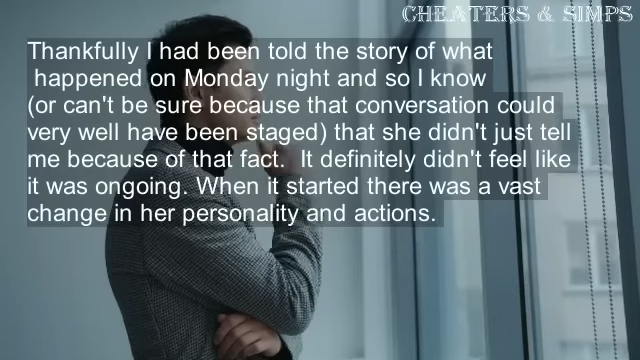 CHEATERS & SIMPS
Thankfully I had been told the story of what
happened on Monday night and so I know
(or can't be sure because that conversation could
very well have been staged) that she didn't just tell
me because of that fact.  It definitely didn't feel like
it was ongoing. When it started there was a vast
change in her personality and actions.